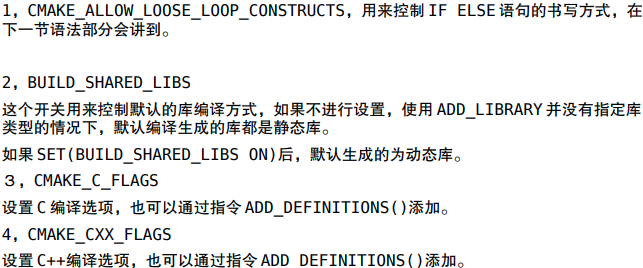 1，CMAKE_ALLOW_LOOSE_LOOP_CONSTRUCTS，用来控制 IF ELSE 语句的书写方式，在
下一节语法部分会讲到。
2，BUILD_SHARED_LIBS
这个开关用来控制默认的库编译方式，如果不进行设置，使用 ADD_LIBRARY 并没有指定库
类型的情况下，默认编译生成的库都是静态库。
如果 SET(BUILD_SHARED_LIBS ON)后，默认生成的为动态库。
３，CMAKE_C_FLAGS
设置 C 编译选项，也可以通过指令 ADD_DEFINITIONS()添加。
4，CMAKE_CXX_FLAGS
设置 C++编译选项，也可以通过指令 ADD DEFINITIONS()添加。